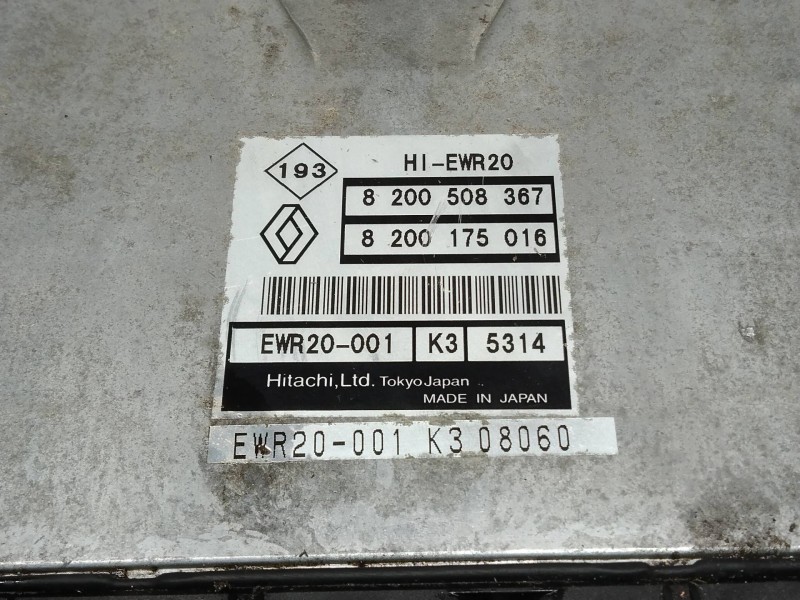 193
HI-EWR20
8 200 508 367
8 200 175 016
EWR20-001 K3 5314
Hitachi,Ltd. Tokyo Japan
MADE IN JAPAN
EWR20-001 K3 08060